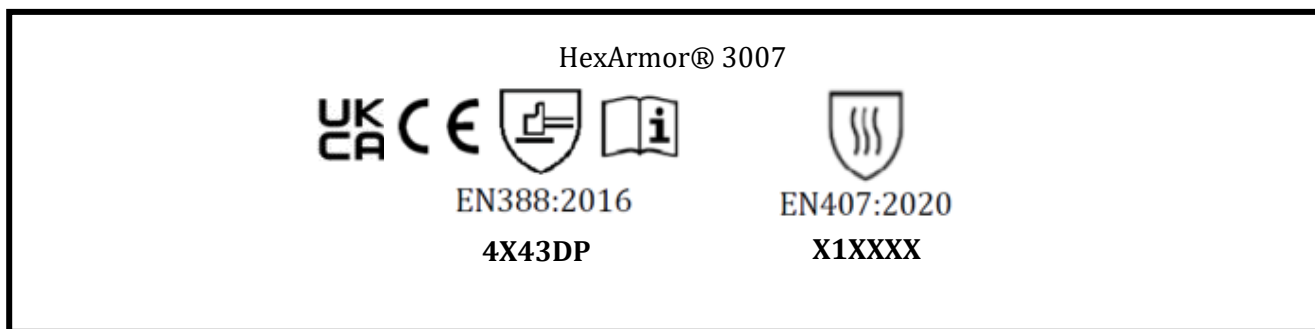 HexArmor® 3007
UK
CA CE i
EN388:2016
EN407:2020
4X43DP
X1XXXX